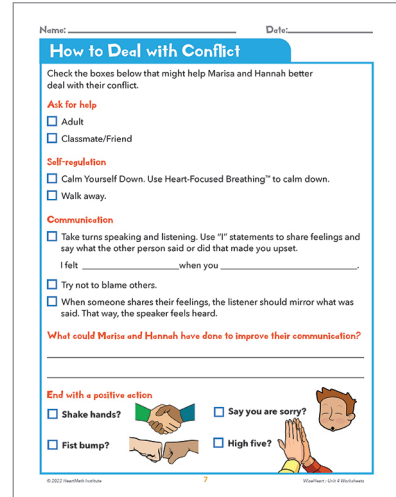 Name: Date:
How to Deal with Conflict
Check the boxes below that might help Marisa and Hannah better
deal with their conflict.
Ask for help
Adult
Classmate/Friend
Self-regulation
Calm Yourself Down. Use Heart-Focused Breathing™ to calm down.
Walk away.
Communication
Take turns speaking and listening. Use "I" statements to share feelings and
say what the other person said or did that made you upset.
I felt ____________________ when you ____________________________.
Try not to blame others.
When someone shares their feelings, the listener should mirror what was
said. That way, the speaker feels heard.
What could Marisa and Hannah have done to improve their communication?
End with a positive action
Shake hands?
Say you are sorry?
Fist bump?
High five?
© 2022 HeartMath Institute 7 WiseHeart : Unit 4 Worksheets